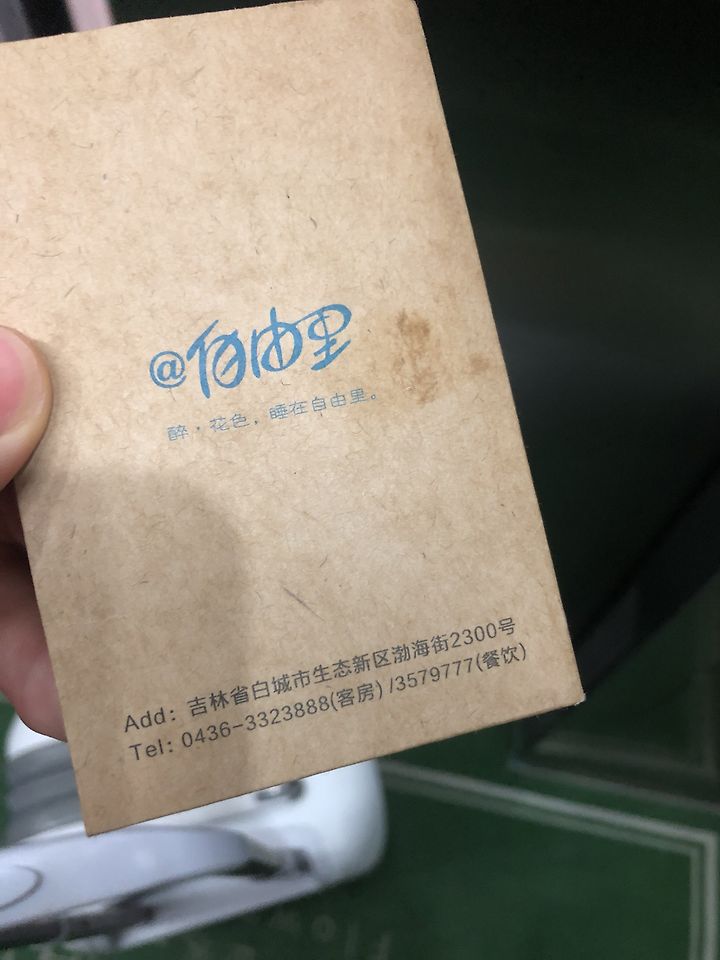 @自由里
醉·花色，睡在自由里。
Add: 吉林省白城市生态新区渤海街2300号
Tel: 0436-3323888(客房) /3579777(餐饮)